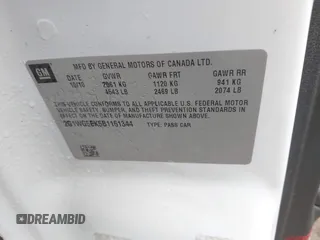 GM
MFD BY GENERAL MOTORS OF CANADA LTD.
DATE GVWR GAWR FRT GAWR RR
10/10 2061 KG 1120 KG 941 KG
4543 LB 2469 LB 2074 LB
THIS VEHICLE CONFORMS TO ALL APPLICABLE U.S. FEDERAL MOTOR
VEHICLE SAFETY, BUMPER, AND THEFT PREVENTION STANDARDS IN
EFFECT ON THE DATE OF MANUFACTURE SHOWN ABOVE.
TYPE: PASS CAR
DREAMBID